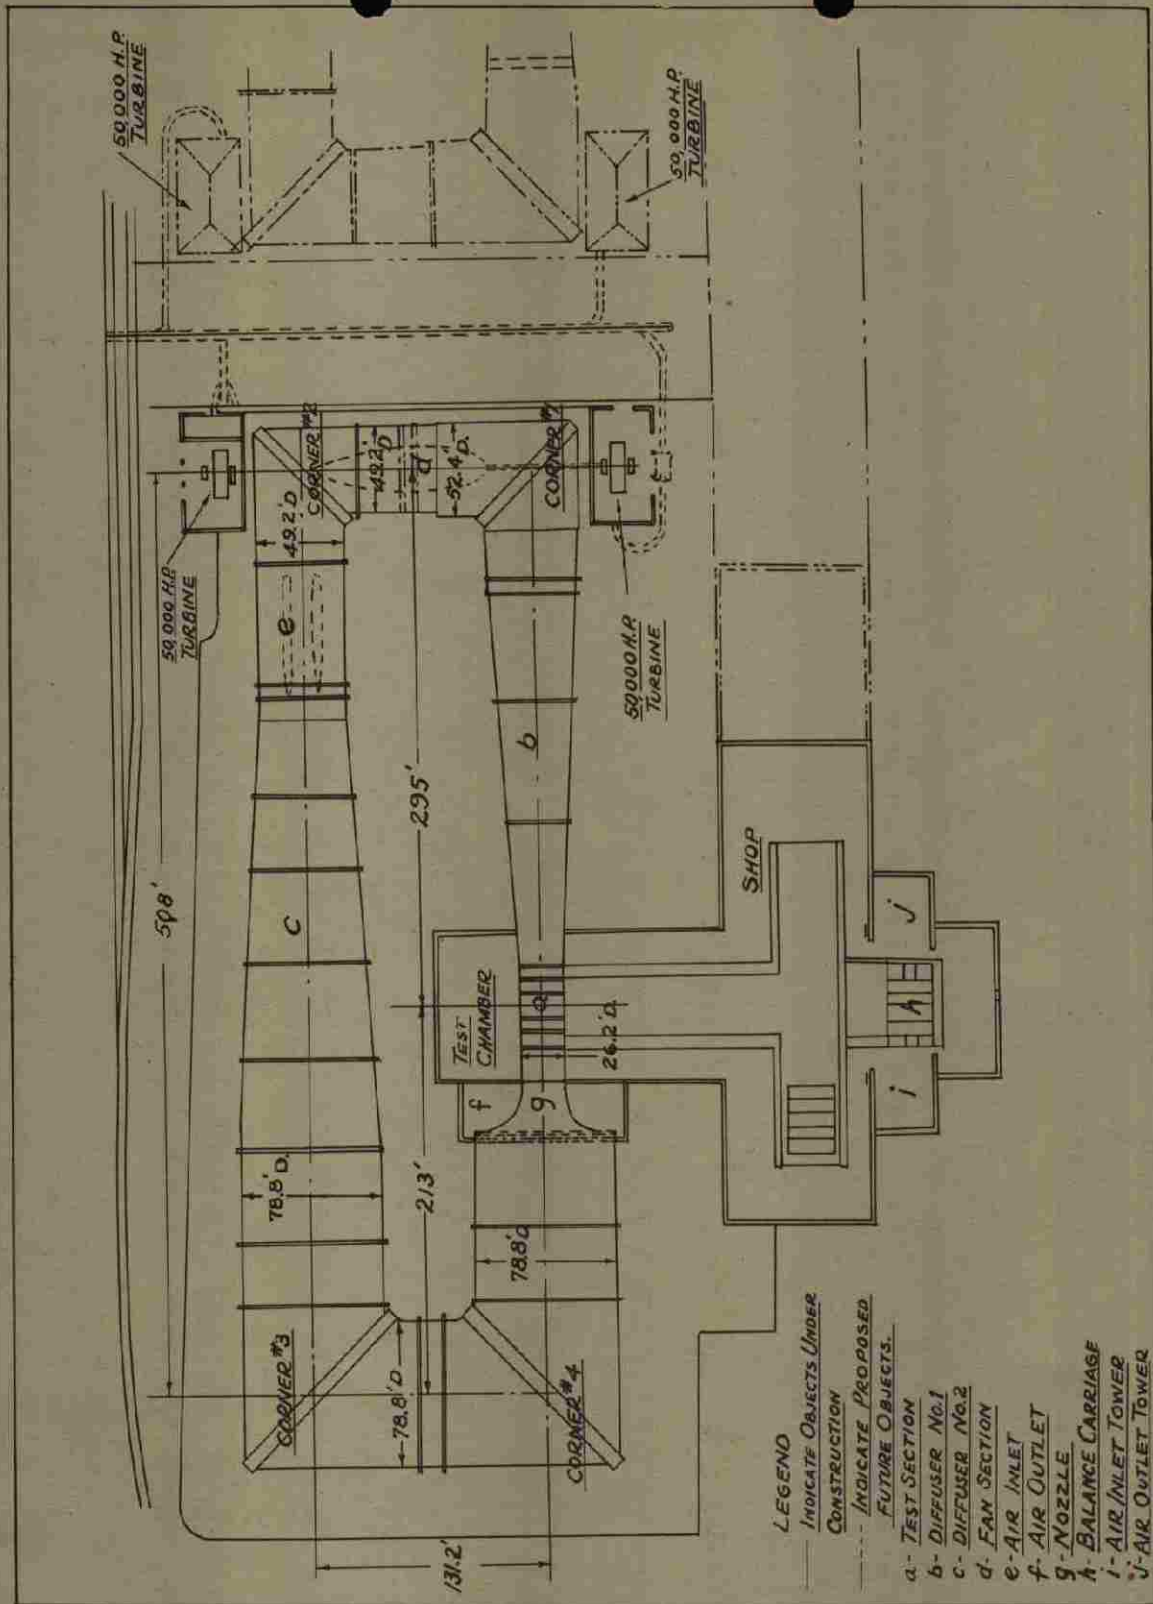 50,000 H.P.
TURBINE
50,000 H.P.
TURBINE
50,000 H.P.
TURBINE
50,000 H.P.
TURBINE
508'
CORNER #2
49.2' D
49.2' D
d
52.4' D.
CORNER #1
e
b
295'
c
SHOP
TEST
CHAMBER
a
26.2' D.
f
g
h
i
j
213'
78.8' D.
78.8' D
CORNER #3
78.8' D
CORNER #4
131.2'
LEGEND
—— INDICATE OBJECTS UNDER
CONSTRUCTION
---- INDICATE PROPOSED
FUTURE OBJECTS.
a- TEST SECTION
b- DIFFUSER No.1
c- DIFFUSER No.2
d- FAN SECTION
e- AIR INLET
f- AIR OUTLET
g- NOZZLE
h- BALANCE CARRIAGE
i- AIR INLET TOWER
j- AIR OUTLET TOWER